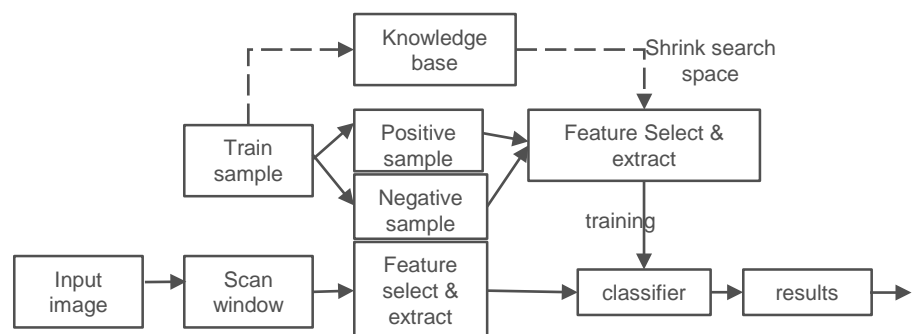 Knowledge
base
Shrink search
space
Train
sample
Positive
sample
Feature Select &
extract
Negative
sample
training
Input
image
Scan
window
Feature
select &
extract
classifier
results